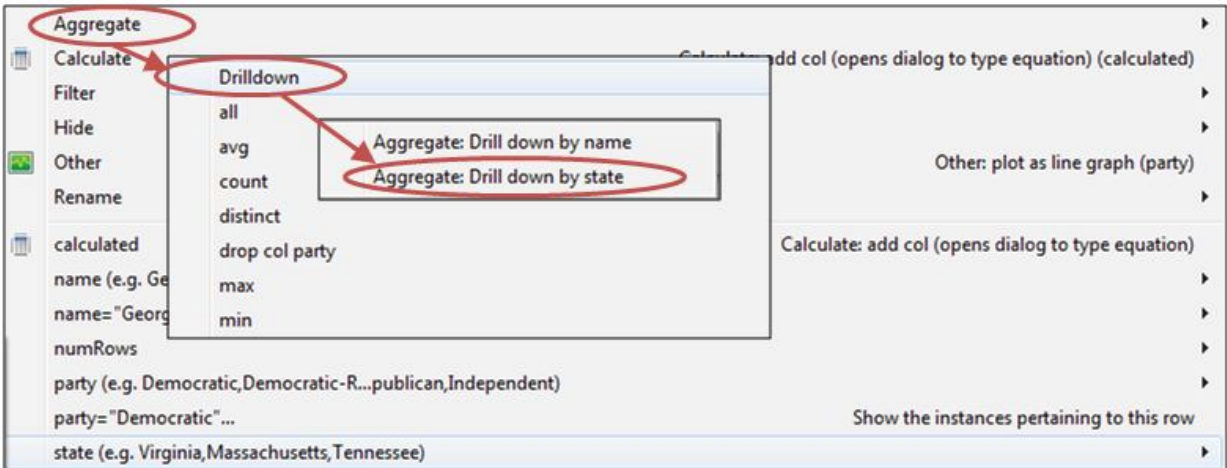 Aggregate
Calculate
add col (opens dialog to type equation) (calculated)
Filter
Hide
Other
Other: plot as line graph (party)
Rename
Drilldown
all
avg
count
distinct
drop col party
max
min
Aggregate: Drill down by name
Aggregate: Drill down by state
calculated
Calculate: add col (opens dialog to type equation)
name (e.g. Ge
name="Georg
numRows
party (e.g. Democratic,Democratic-R...publican,Independent)
party="Democratic"...
Show the instances pertaining to this row
state (e.g. Virginia,Massachusetts,Tennessee)